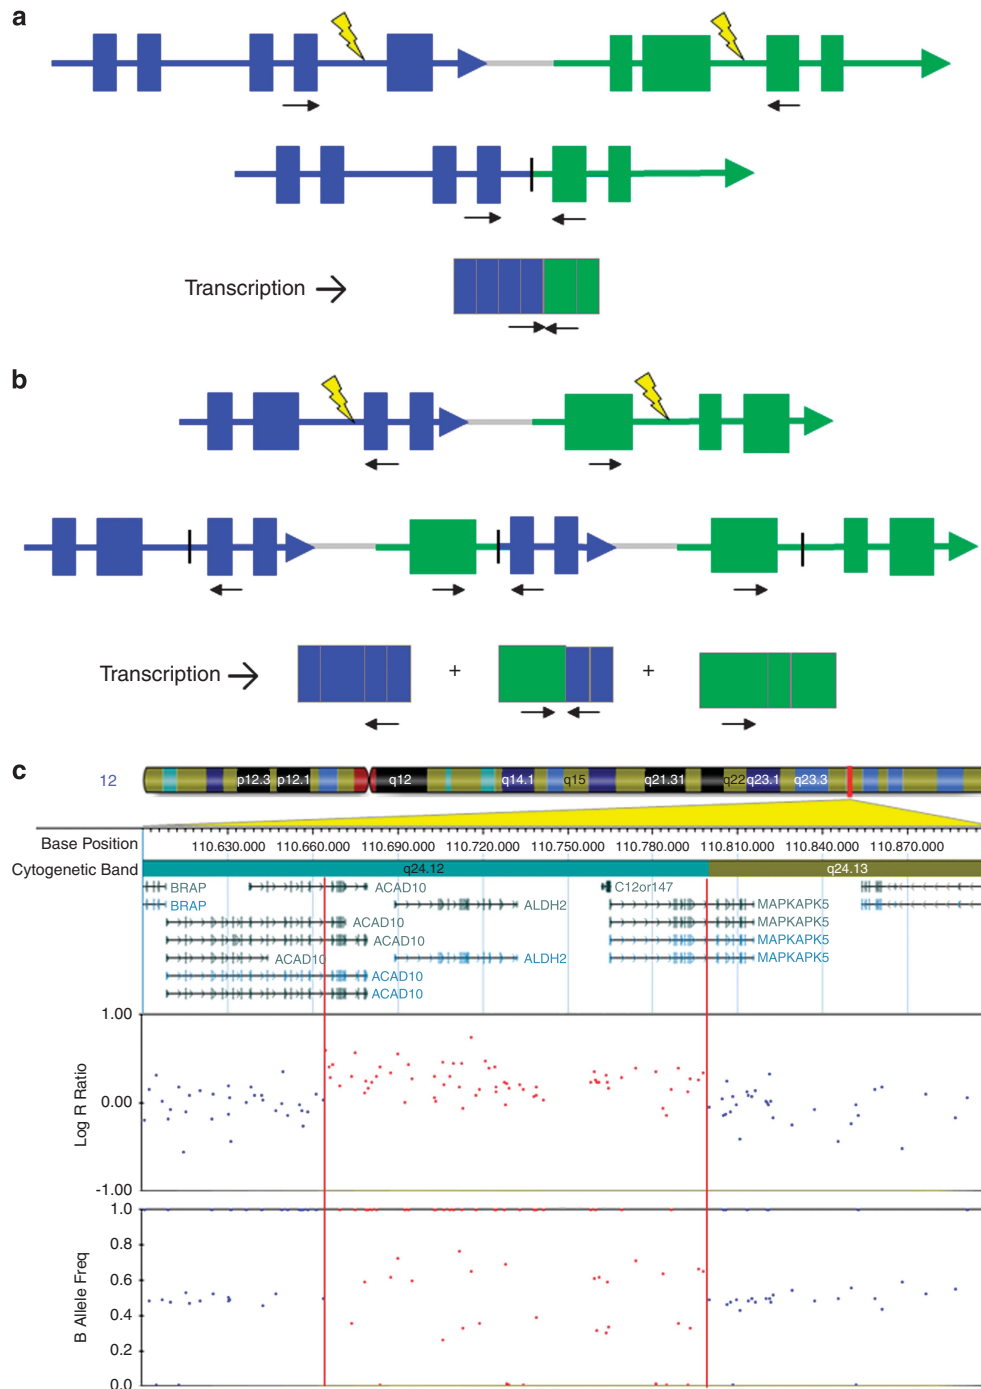 a
Transcription
b
Transcription
+
+
c
12
p12.3 p12.1 q12 q14.1 q15 q21.31 q22 q23.1 q23.3
Base Position 110.630.000 110.660.000 110.690.000 110.720.000 110.750.000 110.780.000 110.810.000 110.840.000 110.870.000
Cytogenetic Band q24.12 q24.13
BRAP ACAD10 C12or147
BRAP ALDH2 MAPKAPK5
ACAD10 MAPKAPK5
ACAD10 MAPKAPK5
ACAD10 ALDH2 MAPKAPK5
ACAD10
ACAD10
1.00
0.00
-1.00
Log R Ratio
1.0
0.8
0.6
0.4
0.2
0.0
B Allele Freq